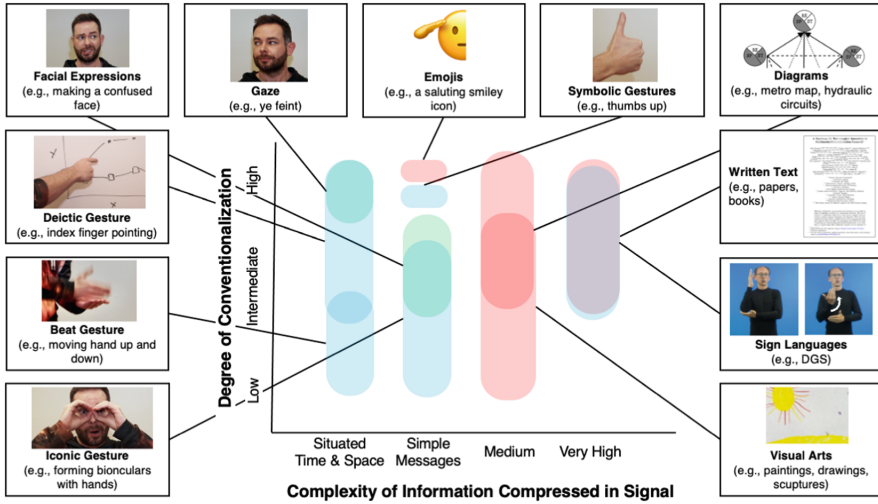 Facial Expressions
(e.g., making a confused
face)
Gaze
(e.g., ye feint)
Emojis
(e.g., a saluting smiley
icon)
Symbolic Gestures
(e.g., thumbs up)
Diagrams
(e.g., metro map, hydraulic
circuits)
Y
X
Deictic Gesture
(e.g., index finger pointing)
Written Text
(e.g., papers,
books)
Beat Gesture
(e.g., moving hand up and
down)
Sign Languages
(e.g., DGS)
Iconic Gesture
(e.g., forming bionculars
with hands)
Visual Arts
(e.g., paintings, drawings,
scuptures)
Degree of Conventionalization
High
Intermediate
Low
Situated
Time & Space
Simple
Messages
Medium
Very High
Complexity of Information Compressed in Signal